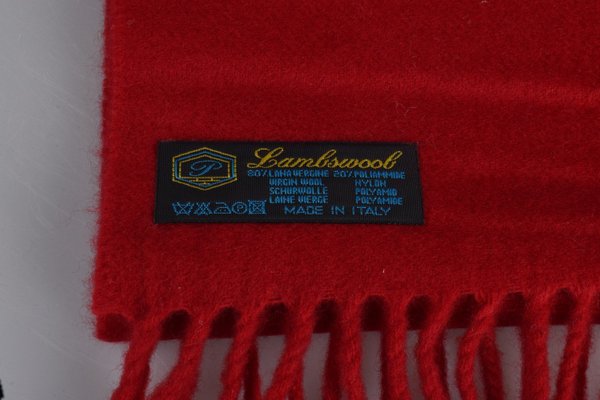 P
Lambswool
80% LANA VERGINE 20% POLIAMMIDE
VIRGIN WOOL NYLON
SCHURWOLLE POLYAMID
LAINE VIERGE POLYAMIDE
MADE IN ITALY